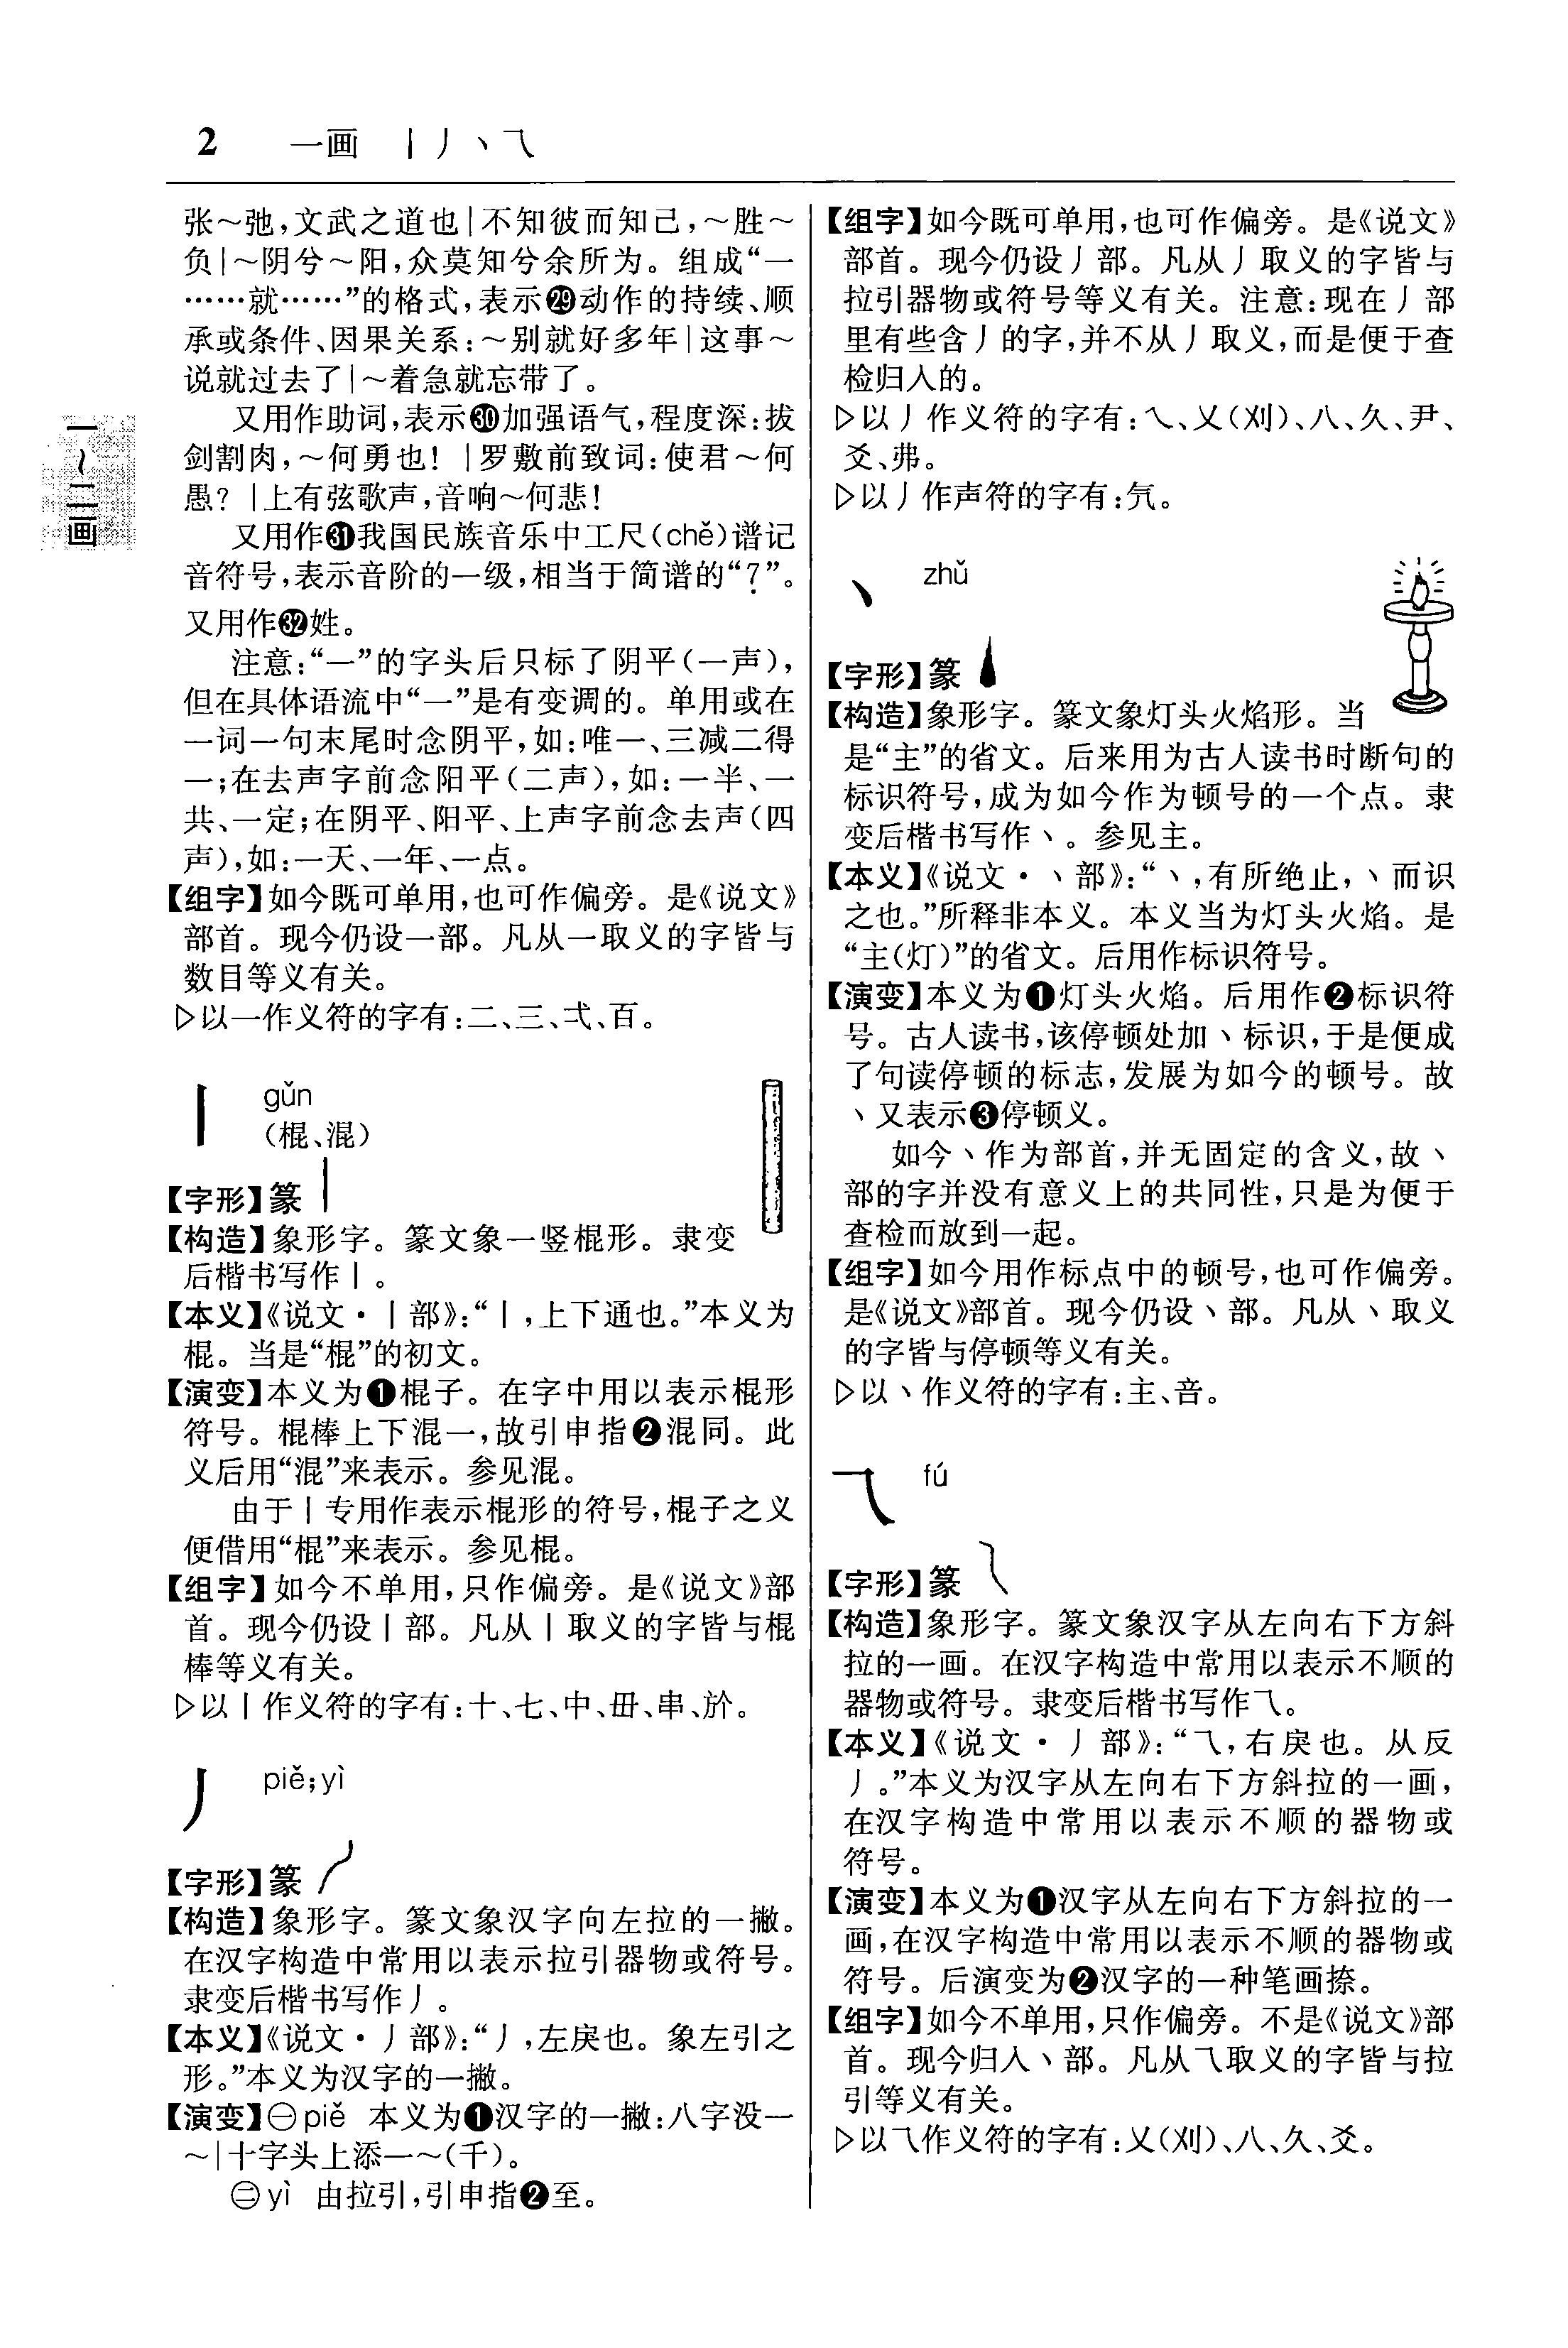 2 一画 丨丿丶乀
一~二画
张～弛,文武之道也|不知彼而知己,～胜～
负|～阴兮～阳,众莫知兮余所为。组成“一
……就……”的格式,表示㉙动作的持续、顺
承或条件、因果关系:～别就好多年|这事～
说就过去了|～着急就忘带了。
又用作助词,表示㉚加强语气,程度深:拔
剑割肉,～何勇也!|罗敷前致词:使君～何
愚?|上有弦歌声,音响～何悲!
又用作㉛我国民族音乐中工尺(chě)谱记
音符号,表示音阶的一级,相当于简谱的“7̣”。
又用作㉜姓。
注意:“一”的字头后只标了阴平(一声),
但在具体语流中“一”是有变调的。单用或在
一词一句末尾时念阴平,如:唯一、三减二得
一;在去声字前念阳平(二声),如:一半、一
共、一定;在阴平、阳平、上声字前念去声(四
声),如:一天、一年、一点。
【组字】如今既可单用,也可作偏旁。是《说文》
部首。现今仍设一部。凡从一取义的字皆与
数目等义有关。
▷以一作义符的字有:二、三、弌、百。
丨 gǔn
(棍、混)
【字形】篆丨
【构造】象形字。篆文象一竖棍形。隶变
后楷书写作丨。
【本义】《说文·丨部》:“丨,上下通也。”本义为
棍。当是“棍”的初文。
【演变】本义为❶棍子。在字中用以表示棍形
符号。棍棒上下混一,故引申指❷混同。此
义后用“混”来表示。参见混。
由于丨专用作表示棍形的符号,棍子之义
便借用“棍”来表示。参见棍。
【组字】如今不单用,只作偏旁。是《说文》部
首。现今仍设丨部。凡从丨取义的字皆与棍
棒等义有关。
▷以丨作义符的字有:十、七、中、毌、串、㫃。
丿 piě;yì
【字形】篆
【构造】象形字。篆文象汉字向左拉的一撇。
在汉字构造中常用以表示拉引器物或符号。
隶变后楷书写作丿。
【本义】《说文·丿部》:“丿,左戾也。象左引之
形。”本义为汉字的一撇。
【演变】㊀piě 本义为❶汉字的一撇:八字没一
～|十字头上添一～(千)。
㊁yì 由拉引,引申指❷至。
【组字】如今既可单用,也可作偏旁。是《说文》
部首。现今仍设丿部。凡从丿取义的字皆与
拉引器物或符号等义有关。注意:现在丿部
里有些含丿的字,并不从丿取义,而是便于查
检归入的。
▷以丿作义符的字有:乀、乂(刈)、八、久、尹、
爻、弗。
▷以丿作声符的字有:氕。
丶 zhǔ
【字形】篆
【构造】象形字。篆文象灯头火焰形。当
是“主”的省文。后来用为古人读书时断句的
标识符号,成为如今作为顿号的一个点。隶
变后楷书写作丶。参见主。
【本义】《说文·丶部》:“丶,有所绝止,丶而识
之也。”所释非本义。本义当为灯头火焰。是
“主(灯)”的省文。后用作标识符号。
【演变】本义为❶灯头火焰。后用作❷标识符
号。古人读书,该停顿处加丶标识,于是便成
了句读停顿的标志,发展为如今的顿号。故
丶又表示❸停顿义。
如今丶作为部首,并无固定的含义,故丶
部的字并没有意义上的共同性,只是为便于
查检而放到一起。
【组字】如今用作标点中的顿号,也可作偏旁。
是《说文》部首。现今仍设丶部。凡从丶取义
的字皆与停顿等义有关。
▷以丶作义符的字有:主、音。
乀 fú
【字形】篆
【构造】象形字。篆文象汉字从左向右下方斜
拉的一画。在汉字构造中常用以表示不顺的
器物或符号。隶变后楷书写作乀。
【本义】《说文·丿部》:“乀,右戾也。从反
丿。”本义为汉字从左向右下方斜拉的一画,
在汉字构造中常用以表示不顺的器物或
符号。
【演变】本义为❶汉字从左向右下方斜拉的一
画,在汉字构造中常用以表示不顺的器物或
符号。后演变为❷汉字的一种笔画捺。
【组字】如今不单用,只作偏旁。不是《说文》部
首。现今归入丶部。凡从乀取义的字皆与拉
引等义有关。
▷以乀作义符的字有:乂(刈)、八、久、爻。